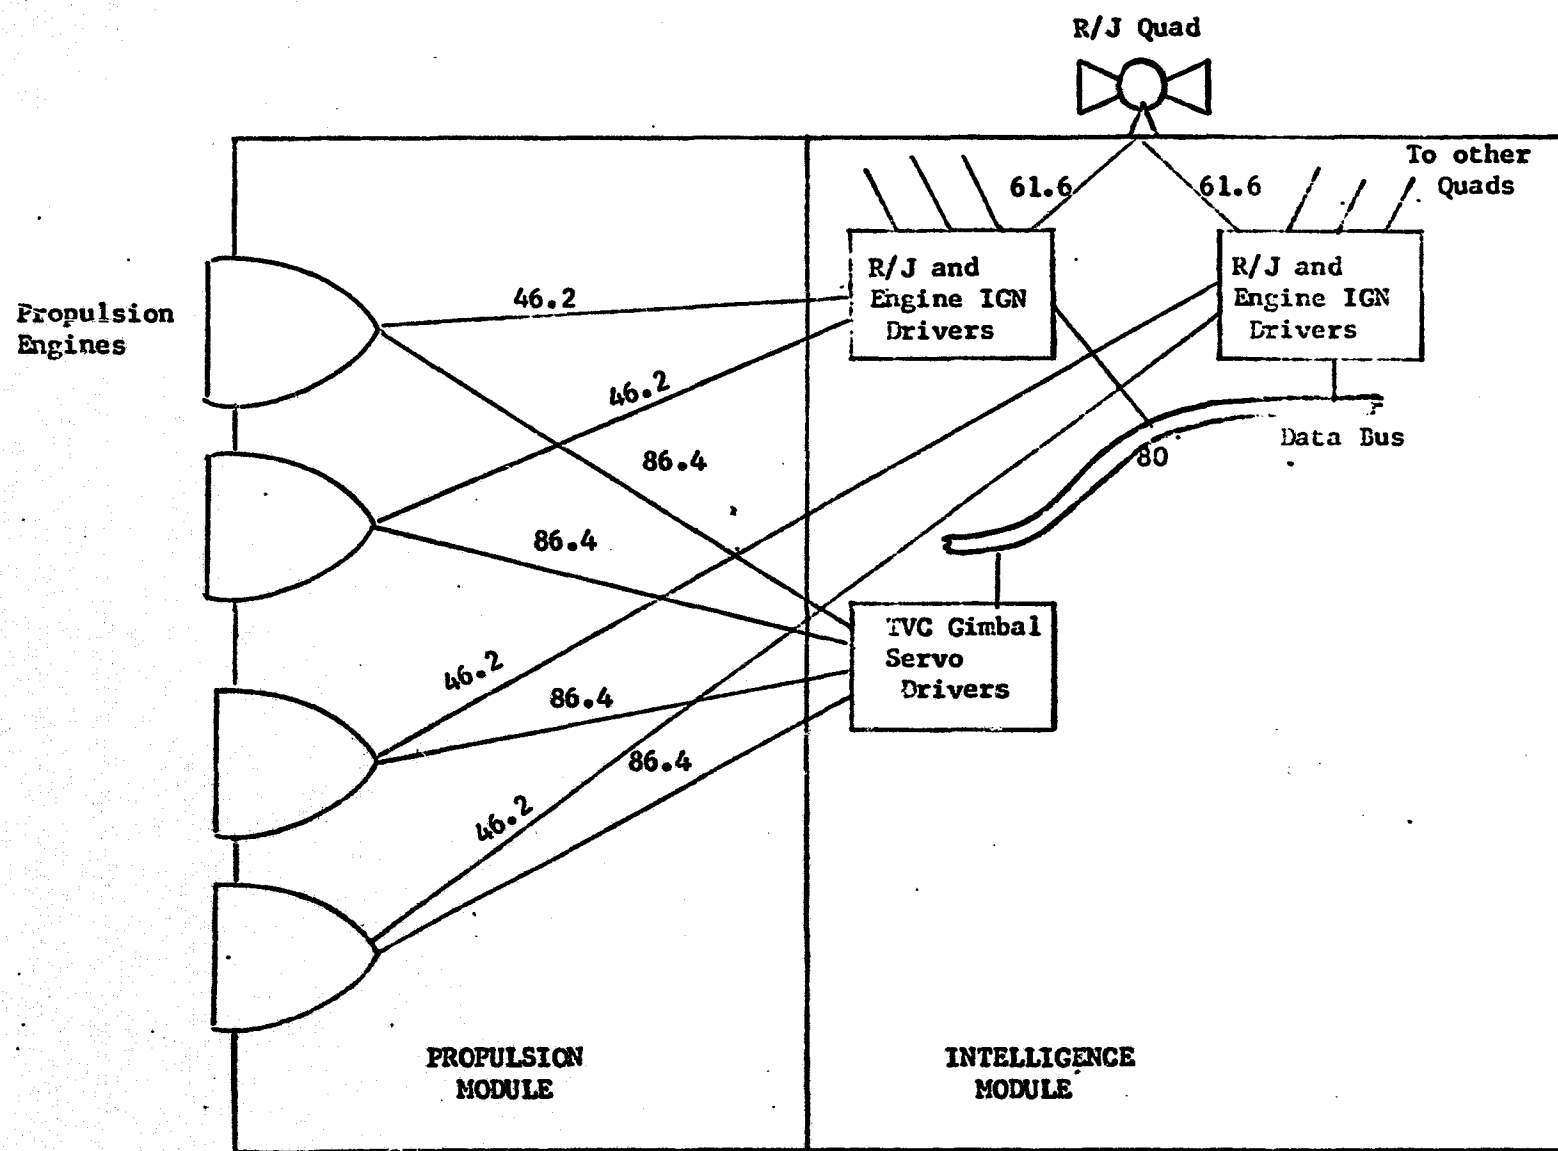 R/J Quad
To other
Quads
61.6
61.6
R/J and
Engine IGN
Drivers
R/J and
Engine IGN
Drivers
Propulsion
Engines
46.2
46.2
86.4
Data Bus
80
86.4
TVC Gimbal
Servo
Drivers
46.2
86.4
86.4
46.2
PROPULSION
MODULE
INTELLIGENCE
MODULE